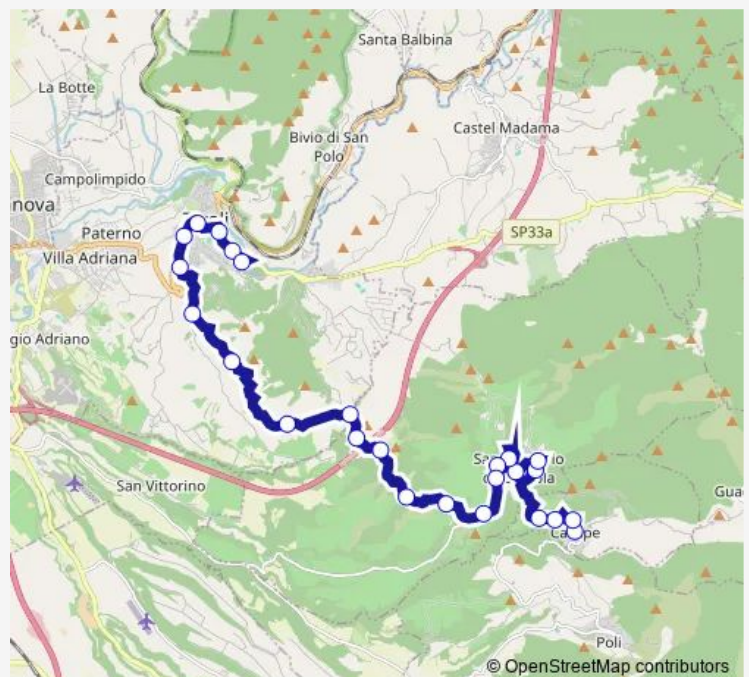 Santa Balbina
La Botte
Castel Madama
Bivio di San
Polo
Campolimpido
nova
Paterno
SP33a
Villa Adriana
gio Adriano
San Vittorino
Gua
Poli
© OpenStreetMap contributors